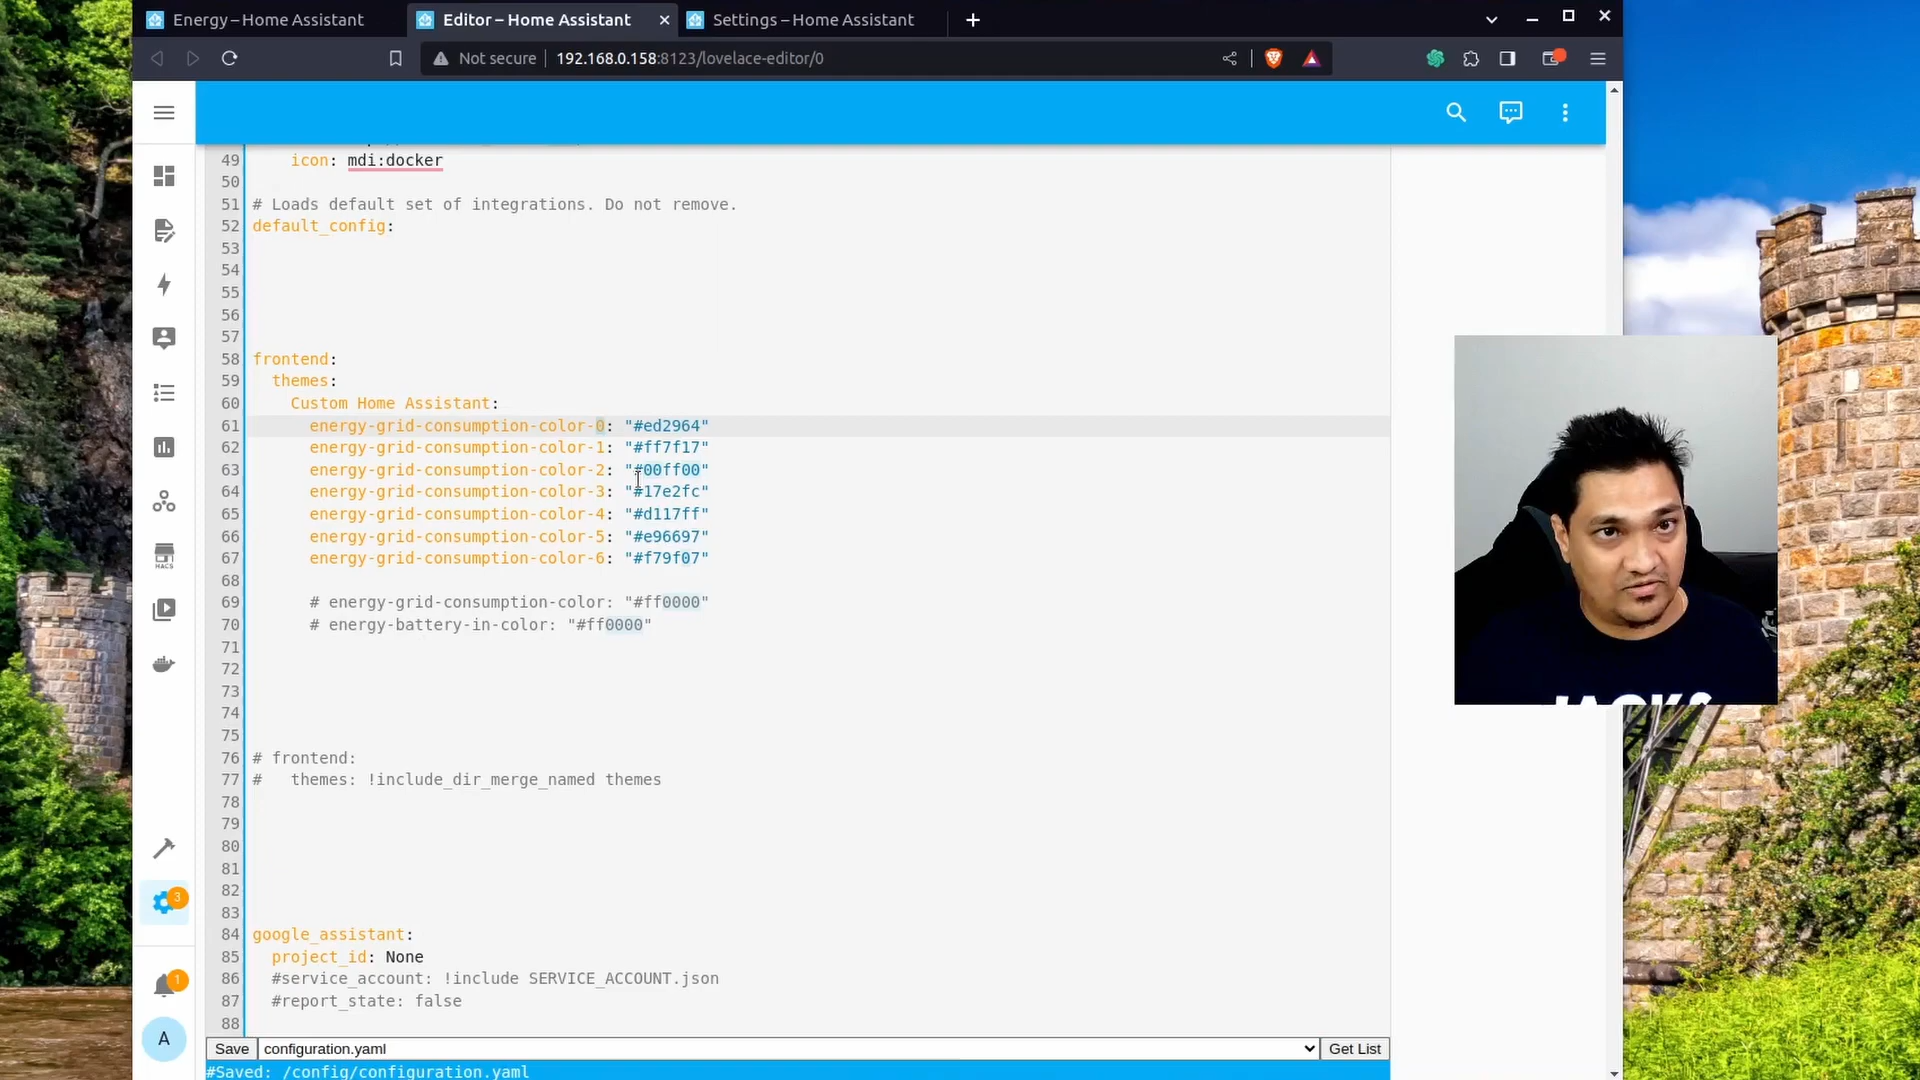 Energy – Home Assistant
Editor – Home Assistant
Settings – Home Assistant
Not secure
192.168.0.158:8123/lovelace-editor/0
49 icon: mdi:docker
50
51 # Loads default set of integrations. Do not remove.
52 default_config:
53
54
55
56
57
58 frontend:
59 themes:
60 Custom Home Assistant:
61 energy-grid-consumption-color-0: "#ed2964"
62 energy-grid-consumption-color-1: "#ff7f17"
63 energy-grid-consumption-color-2: "#00ff00"
64 energy-grid-consumption-color-3: "#17e2fc"
65 energy-grid-consumption-color-4: "#d117ff"
66 energy-grid-consumption-color-5: "#e96697"
67 energy-grid-consumption-color-6: "#f79f07"
68
69 # energy-grid-consumption-color: "#ff0000"
70 # energy-battery-in-color: "#ff0000"
71
72
73
74
75
76 # frontend:
77 # themes: !include_dir_merge_named themes
78
79
80
81
82
83
84 google_assistant:
85 project_id: None
86 #service_account: !include SERVICE_ACCOUNT.json
87 #report_state: false
88
HACS
3
1
A
Save
configuration.yaml
Get List
#Saved: /config/configuration.yaml